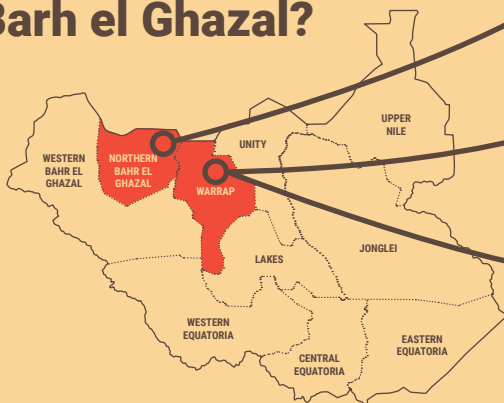 Barh el Ghazal?
UPPER
NILE
UNITY
WESTERN
BAHR EL
GHAZAL
NORTHERN
BAHR EL
GHAZAL
WARRAP
JONGLEI
LAKES
WESTERN
EQUATORIA
EASTERN
EQUATORIA
CENTRAL
EQUATORIA